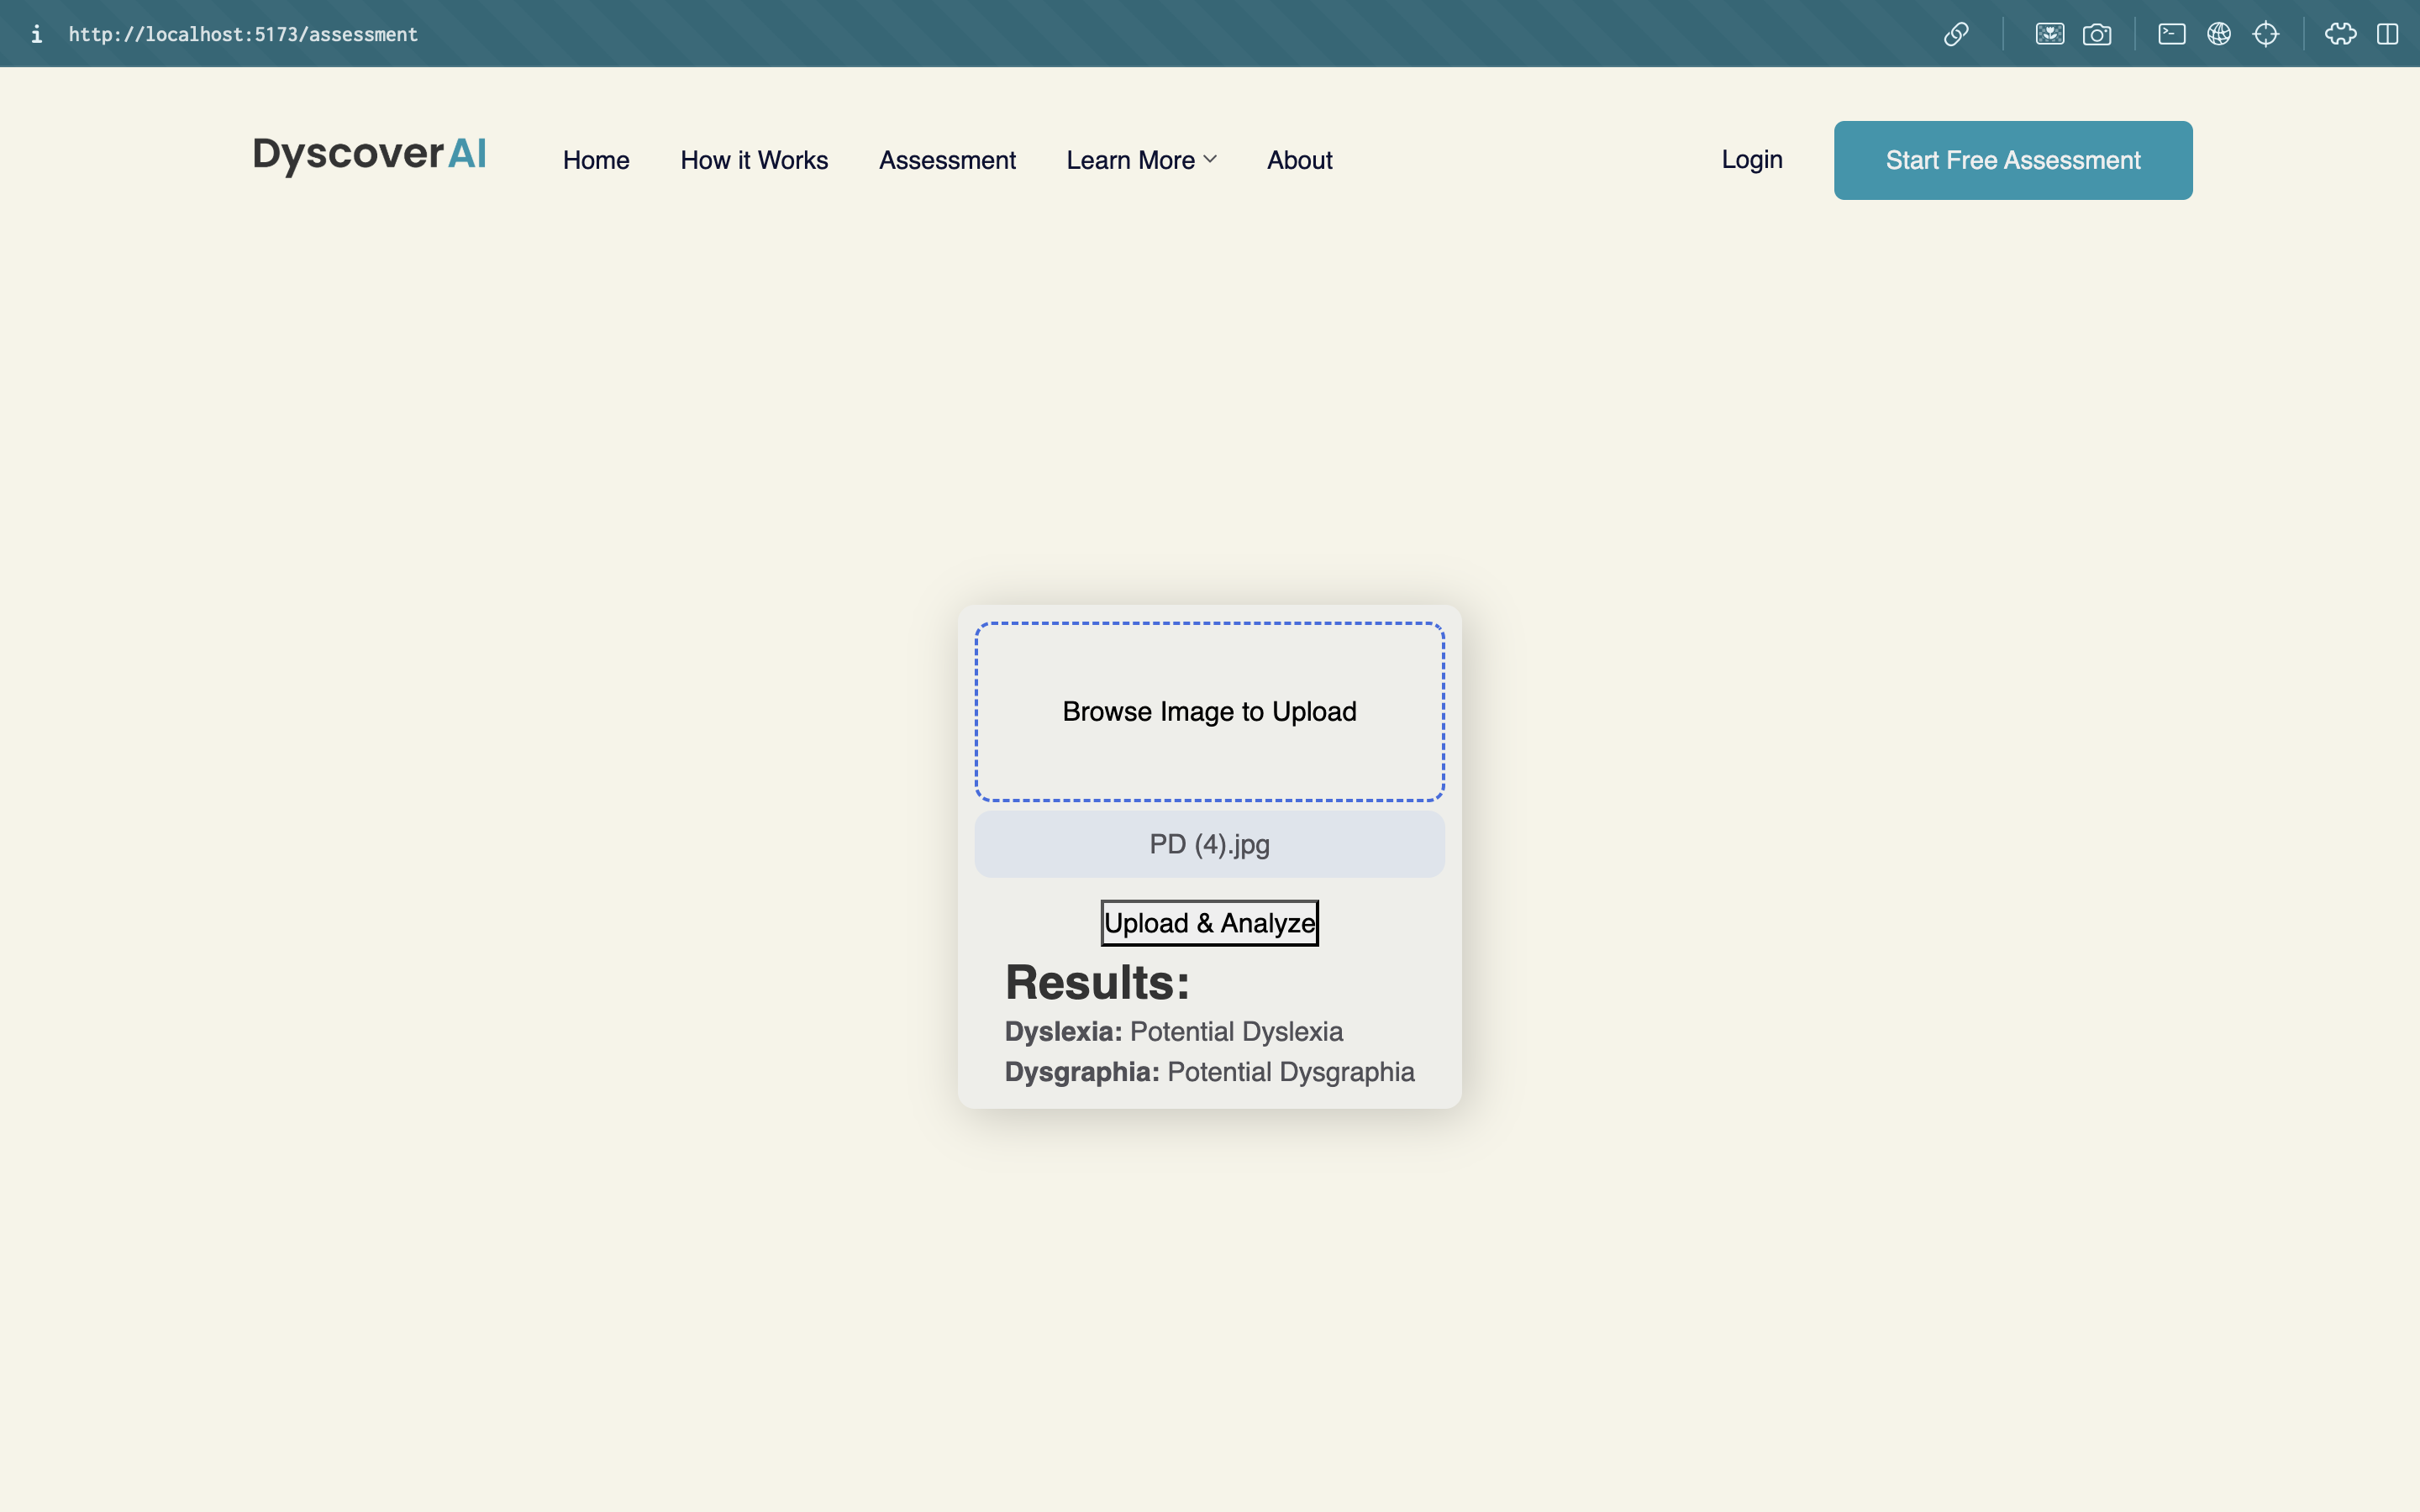 http://localhost:5173/assessment
DyscoverAI Home How it Works Assessment Learn More About Login Start Free Assessment
Browse Image to Upload
PD (4).jpg
Upload & Analyze
Results:
Dyslexia: Potential Dyslexia
Dysgraphia: Potential Dysgraphia